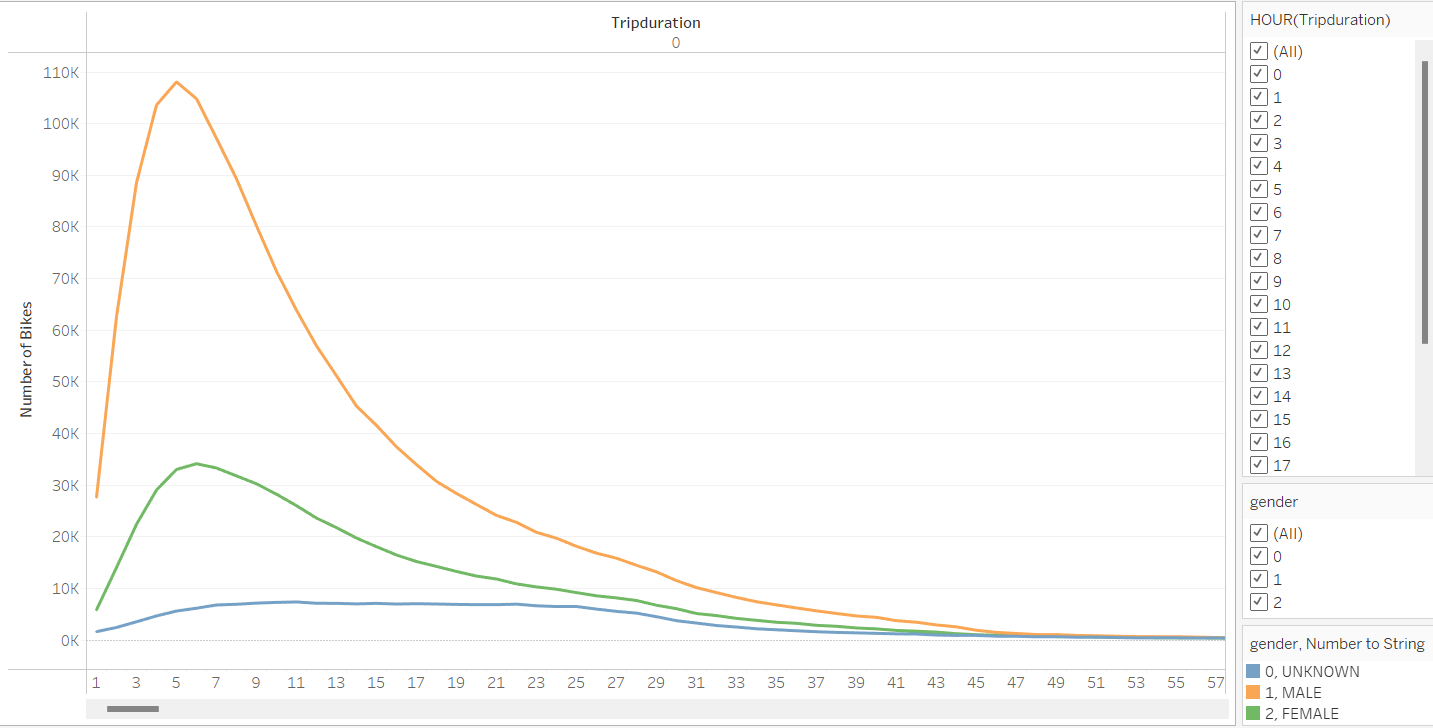 Tripduration
0
110K
100K
90K
80K
70K
60K
50K
40K
30K
20K
10K
0K
Number of Bikes
1 3 5 7 9 11 13 15 17 19 21 23 25 27 29 31 33 35 37 39 41 43 45 47 49 51 53 55 57
HOUR(Tripduration)
(All)
0
1
2
3
4
5
6
7
8
9
10
11
12
13
14
15
16
17
gender
(All)
0
1
2
gender, Number to String
0, UNKNOWN
1, MALE
2, FEMALE